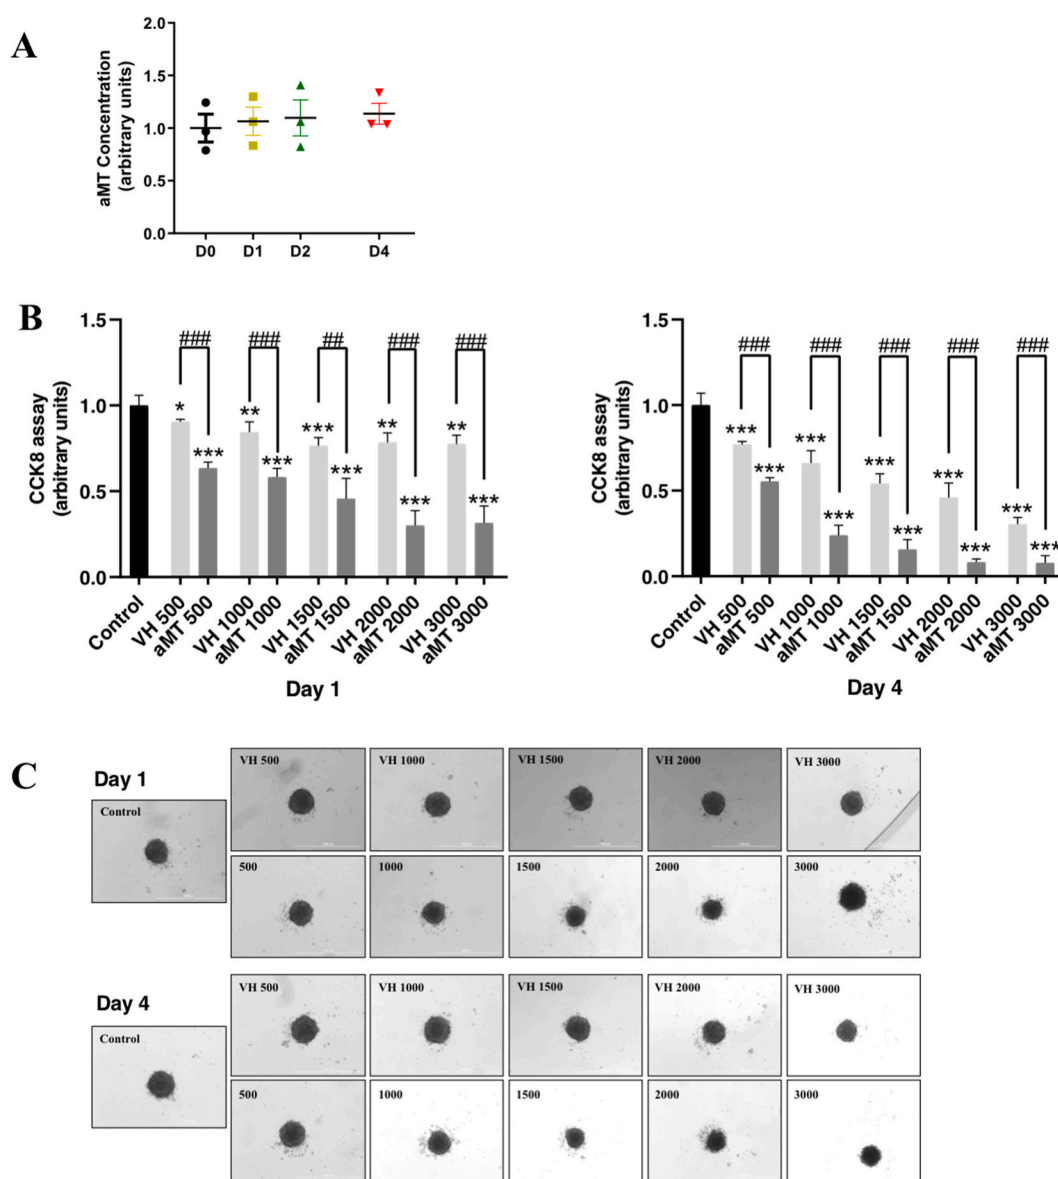 A
aMT Concentration
(arbitrary units)
2.0
1.5
1.0
0.5
0.0
D0 D1 D2 D4
B
CCK8 assay
(arbitrary units)
1.5
1.0
0.5
0.0
### ### ## ### ###
* *** ** *** *** *** ** *** ** ***
Control VH 500 aMT 500 VH 1000 aMT 1000 VH 1500 aMT 1500 VH 2000 aMT 2000 VH 3000 aMT 3000
Day 1
CCK8 assay
(arbitrary units)
1.5
1.0
0.5
0.0
### ### ### ### ###
*** *** *** *** *** *** *** *** *** ***
Control VH 500 aMT 500 VH 1000 aMT 1000 VH 1500 aMT 1500 VH 2000 aMT 2000 VH 3000 aMT 3000
Day 4
C
Day 1
Control
VH 500 VH 1000 VH 1500 VH 2000 VH 3000
500 1000 1500 2000 3000
Day 4
Control
VH 500 VH 1000 VH 1500 VH 2000 VH 3000
500 1000 1500 2000 3000